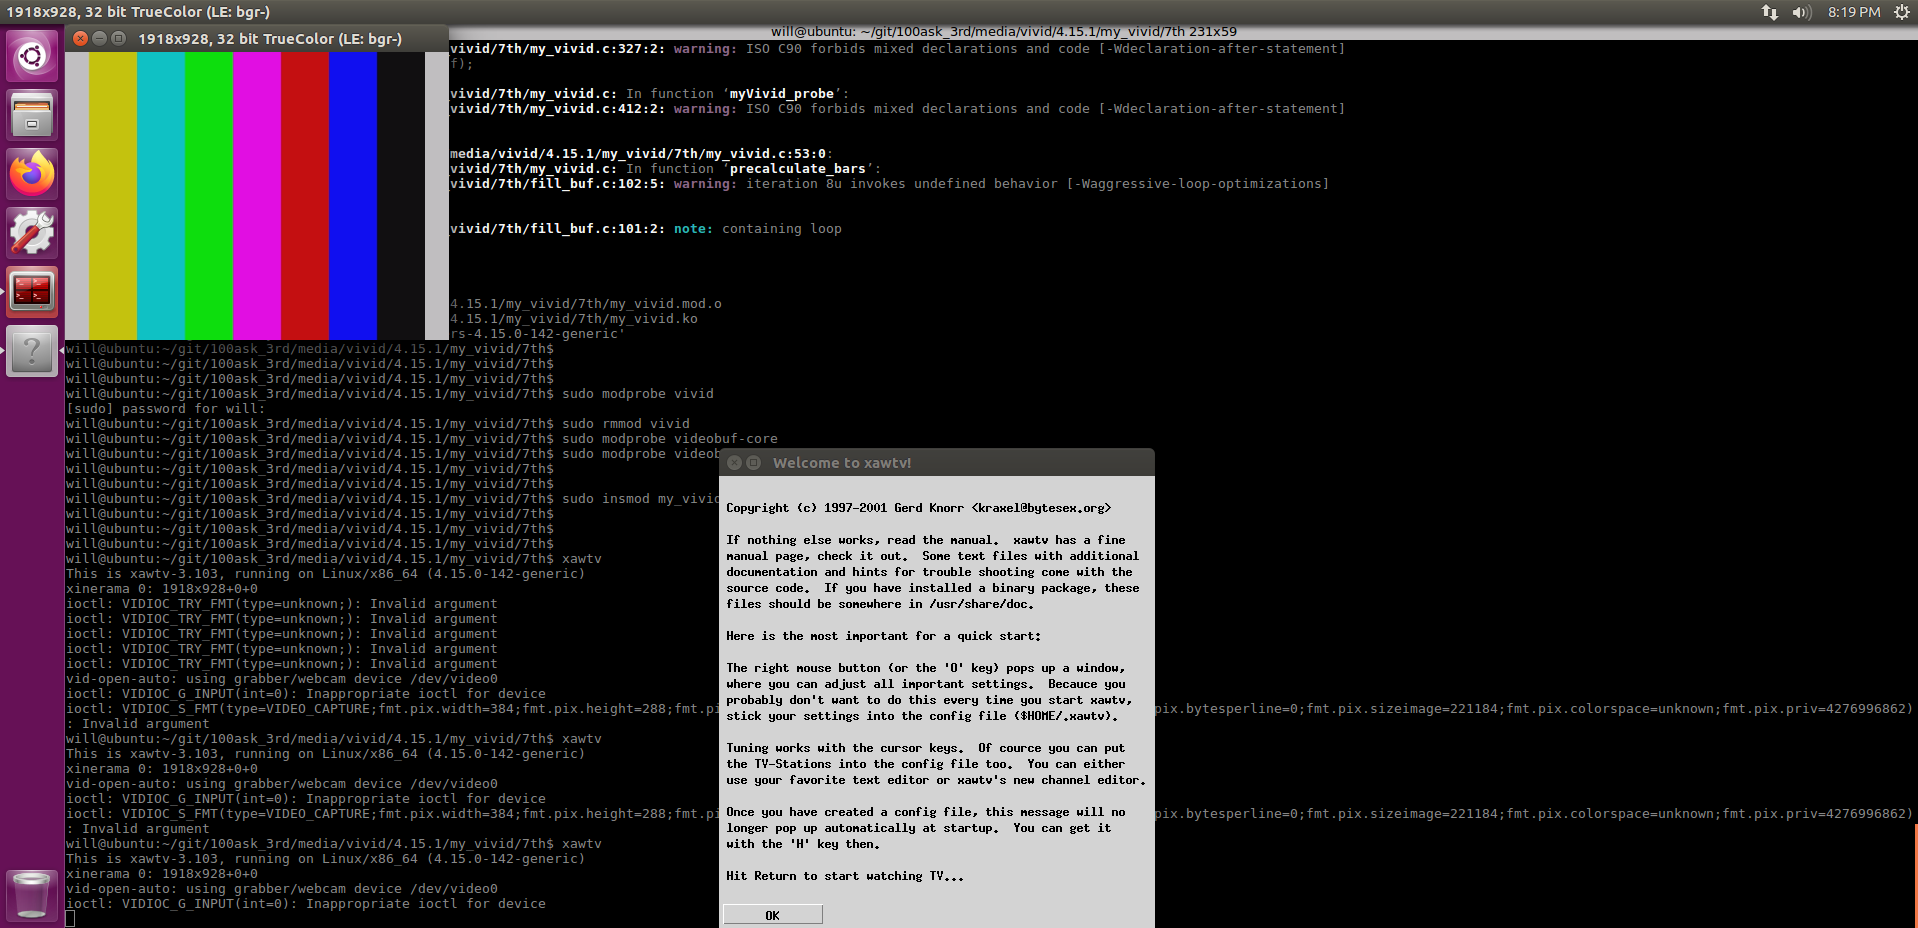 1918x928, 32 bit TrueColor (LE: bgr-)
8:19 PM
1918x928, 32 bit TrueColor (LE: bgr-)
will@ubuntu: ~/git/100ask_3rd/media/vivid/4.15.1/my_vivid/7th 231x59
vivid/7th/my_vivid.c:327:2: warning: ISO C90 forbids mixed declarations and code [-Wdeclaration-after-statement]
f);
vivid/7th/my_vivid.c: In function ‘myVivid_probe’:
vivid/7th/my_vivid.c:412:2: warning: ISO C90 forbids mixed declarations and code [-Wdeclaration-after-statement]
media/vivid/4.15.1/my_vivid/7th/my_vivid.c:53:0:
vivid/7th/my_vivid.c: In function ‘precalculate_bars’:
vivid/7th/fill_buf.c:102:5: warning: iteration 8u invokes undefined behavior [-Waggressive-loop-optimizations]
vivid/7th/fill_buf.c:101:2: note: containing loop
4.15.1/my_vivid/7th/my_vivid.mod.o
4.15.1/my_vivid/7th/my_vivid.ko
rs-4.15.0-142-generic'
will@ubuntu:~/git/100ask_3rd/media/vivid/4.15.1/my_vivid/7th$
will@ubuntu:~/git/100ask_3rd/media/vivid/4.15.1/my_vivid/7th$
will@ubuntu:~/git/100ask_3rd/media/vivid/4.15.1/my_vivid/7th$
will@ubuntu:~/git/100ask_3rd/media/vivid/4.15.1/my_vivid/7th$ sudo modprobe vivid
[sudo] password for will:
will@ubuntu:~/git/100ask_3rd/media/vivid/4.15.1/my_vivid/7th$ sudo rmmod vivid
will@ubuntu:~/git/100ask_3rd/media/vivid/4.15.1/my_vivid/7th$ sudo modprobe videobuf-core
will@ubuntu:~/git/100ask_3rd/media/vivid/4.15.1/my_vivid/7th$ sudo modprobe videob
will@ubuntu:~/git/100ask_3rd/media/vivid/4.15.1/my_vivid/7th$
will@ubuntu:~/git/100ask_3rd/media/vivid/4.15.1/my_vivid/7th$
will@ubuntu:~/git/100ask_3rd/media/vivid/4.15.1/my_vivid/7th$ sudo insmod my_vivid
will@ubuntu:~/git/100ask_3rd/media/vivid/4.15.1/my_vivid/7th$
will@ubuntu:~/git/100ask_3rd/media/vivid/4.15.1/my_vivid/7th$
will@ubuntu:~/git/100ask_3rd/media/vivid/4.15.1/my_vivid/7th$
will@ubuntu:~/git/100ask_3rd/media/vivid/4.15.1/my_vivid/7th$ xawtv
This is xawtv-3.103, running on Linux/x86_64 (4.15.0-142-generic)
xinerama 0: 1918x928+0+0
ioctl: VIDIOC_TRY_FMT(type=unknown;): Invalid argument
ioctl: VIDIOC_TRY_FMT(type=unknown;): Invalid argument
ioctl: VIDIOC_TRY_FMT(type=unknown;): Invalid argument
ioctl: VIDIOC_TRY_FMT(type=unknown;): Invalid argument
ioctl: VIDIOC_TRY_FMT(type=unknown;): Invalid argument
vid-open-auto: using grabber/webcam device /dev/video0
ioctl: VIDIOC_G_INPUT(int=0): Inappropriate ioctl for device
ioctl: VIDIOC_S_FMT(type=VIDEO_CAPTURE;fmt.pix.width=384;fmt.pix.height=288;fmt.pi pix.bytesperline=0;fmt.pix.sizeimage=221184;fmt.pix.colorspace=unknown;fmt.pix.priv=4276996862)
: Invalid argument
will@ubuntu:~/git/100ask_3rd/media/vivid/4.15.1/my_vivid/7th$ xawtv
This is xawtv-3.103, running on Linux/x86_64 (4.15.0-142-generic)
xinerama 0: 1918x928+0+0
vid-open-auto: using grabber/webcam device /dev/video0
ioctl: VIDIOC_G_INPUT(int=0): Inappropriate ioctl for device
ioctl: VIDIOC_S_FMT(type=VIDEO_CAPTURE;fmt.pix.width=384;fmt.pix.height=288;fmt.pi pix.bytesperline=0;fmt.pix.sizeimage=221184;fmt.pix.colorspace=unknown;fmt.pix.priv=4276996862)
: Invalid argument
will@ubuntu:~/git/100ask_3rd/media/vivid/4.15.1/my_vivid/7th$ xawtv
This is xawtv-3.103, running on Linux/x86_64 (4.15.0-142-generic)
xinerama 0: 1918x928+0+0
vid-open-auto: using grabber/webcam device /dev/video0
ioctl: VIDIOC_G_INPUT(int=0): Inappropriate ioctl for device
Welcome to xawtv!
Copyright (c) 1997-2001 Gerd Knorr <kraxel@bytesex.org>
If nothing else works, read the manual.  xawtv has a fine
manual page, check it out.  Some text files with additional
documentation and hints for trouble shooting come with the
source code.  If you have installed a binary package, these
files should be somewhere in /usr/share/doc.
Here is the most important for a quick start:
The right mouse button (or the 'O' key) pops up a window,
where you can adjust all important settings.  Becauce you
probably don't want to do this every time you start xawtv,
stick your settings into the config file ($HOME/.xawtv).
Tuning works with the cursor keys.  Of cource you can put
the TV-Stations into the config file too.  You can either
use your favorite text editor or xawtv's new channel editor.
Once you have created a config file, this message will no
longer pop up automatically at startup.  You can get it
with the 'H' key then.
Hit Return to start watching TV...
OK